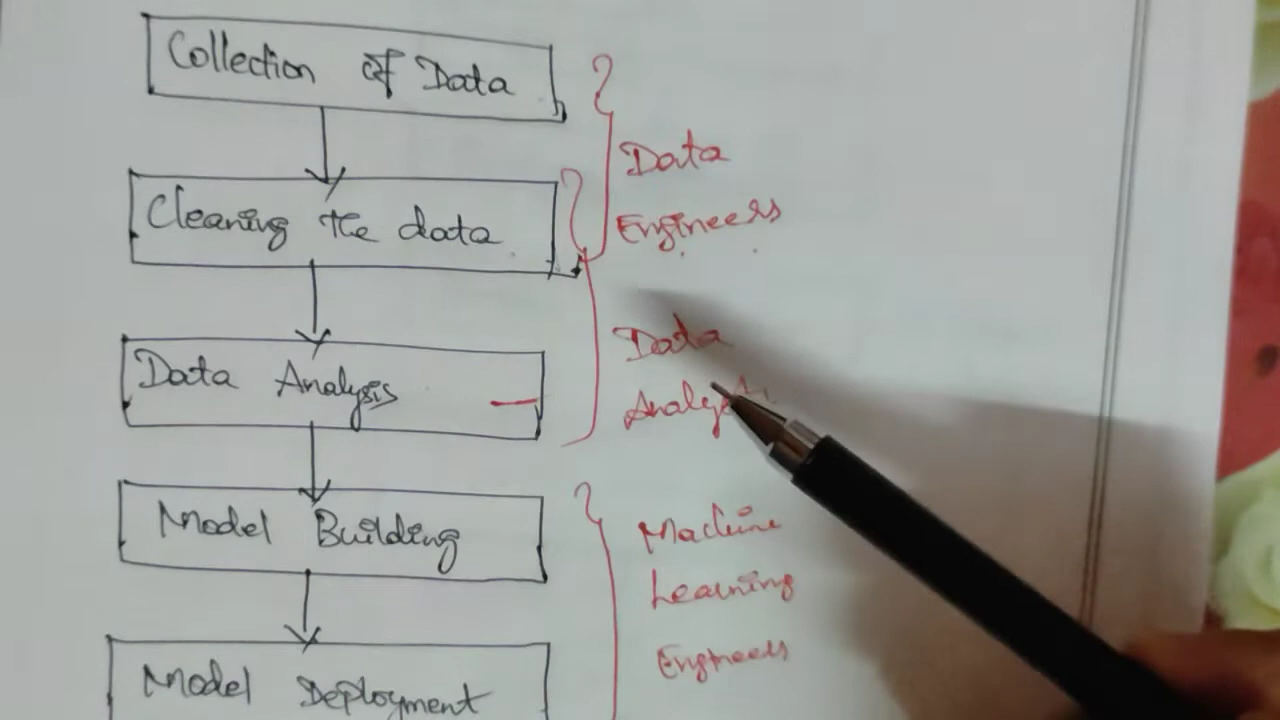 Collection of Data
Cleaning the data
Data Analysis
Model Building
Model Deployment
Data
Engineers
Data
Machine
Learning
Engineers